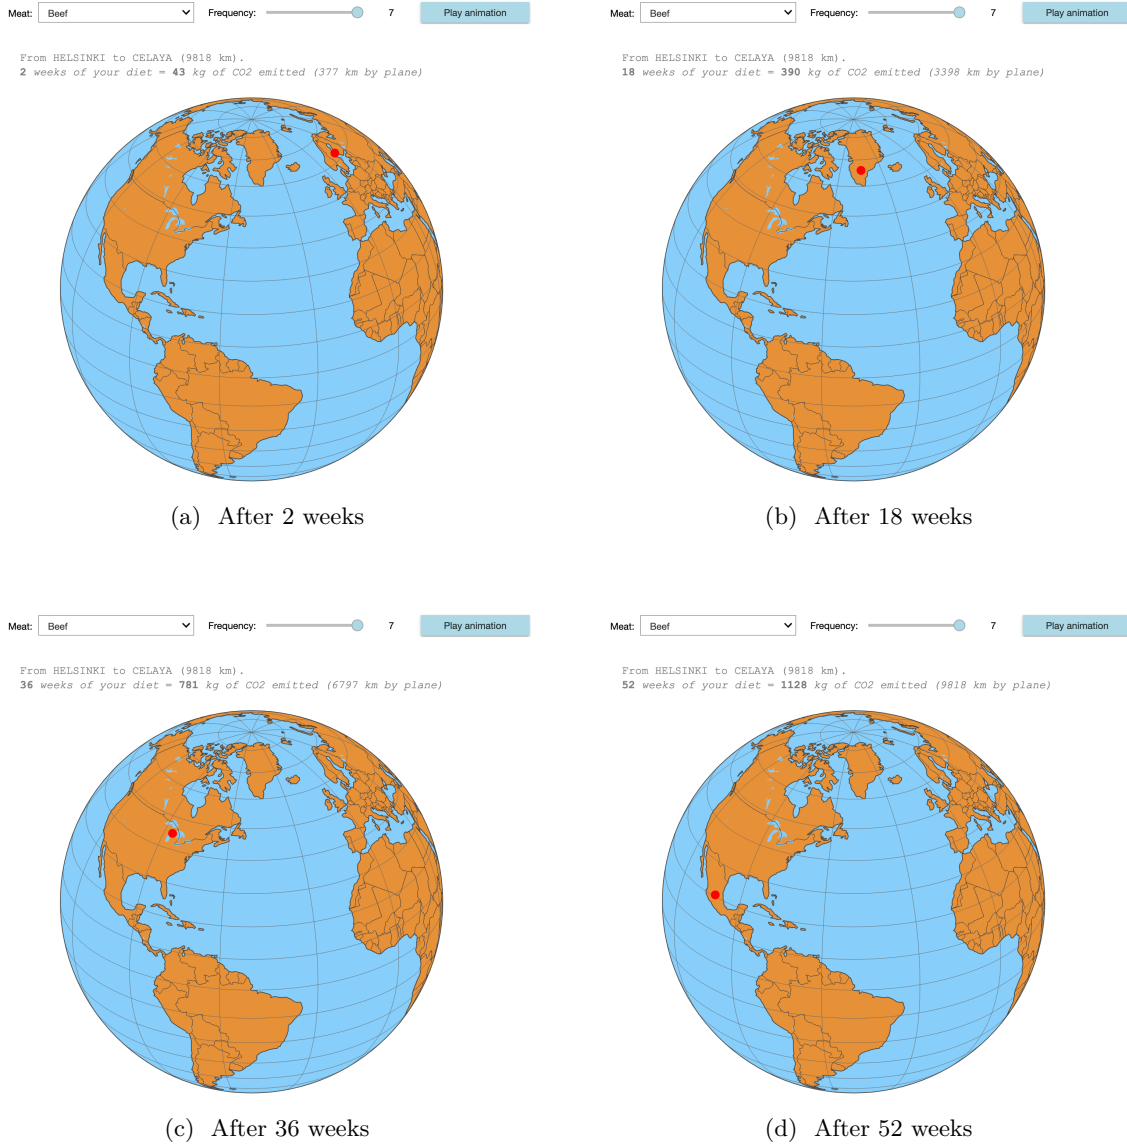 Meat: Beef Frequency: 7 Play animation
From HELSINKI to CELAYA (9818 km).
2 weeks of your diet = 43 kg of CO2 emitted (377 km by plane)
(a) After 2 weeks
Meat: Beef Frequency: 7 Play animation
From HELSINKI to CELAYA (9818 km).
18 weeks of your diet = 390 kg of CO2 emitted (3398 km by plane)
(b) After 18 weeks
Meat: Beef Frequency: 7 Play animation
From HELSINKI to CELAYA (9818 km).
36 weeks of your diet = 781 kg of CO2 emitted (6797 km by plane)
(c) After 36 weeks
Meat: Beef Frequency: 7 Play animation
From HELSINKI to CELAYA (9818 km).
52 weeks of your diet = 1128 kg of CO2 emitted (9818 km by plane)
(d) After 52 weeks